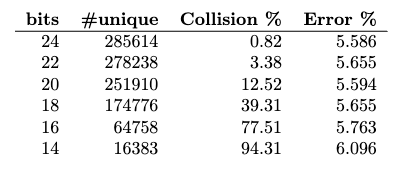 bits #unique Collision % Error %
24 285614 0.82 5.586
22 278238 3.38 5.655
20 251910 12.52 5.594
18 174776 39.31 5.655
16 64758 77.51 5.763
14 16383 94.31 6.096